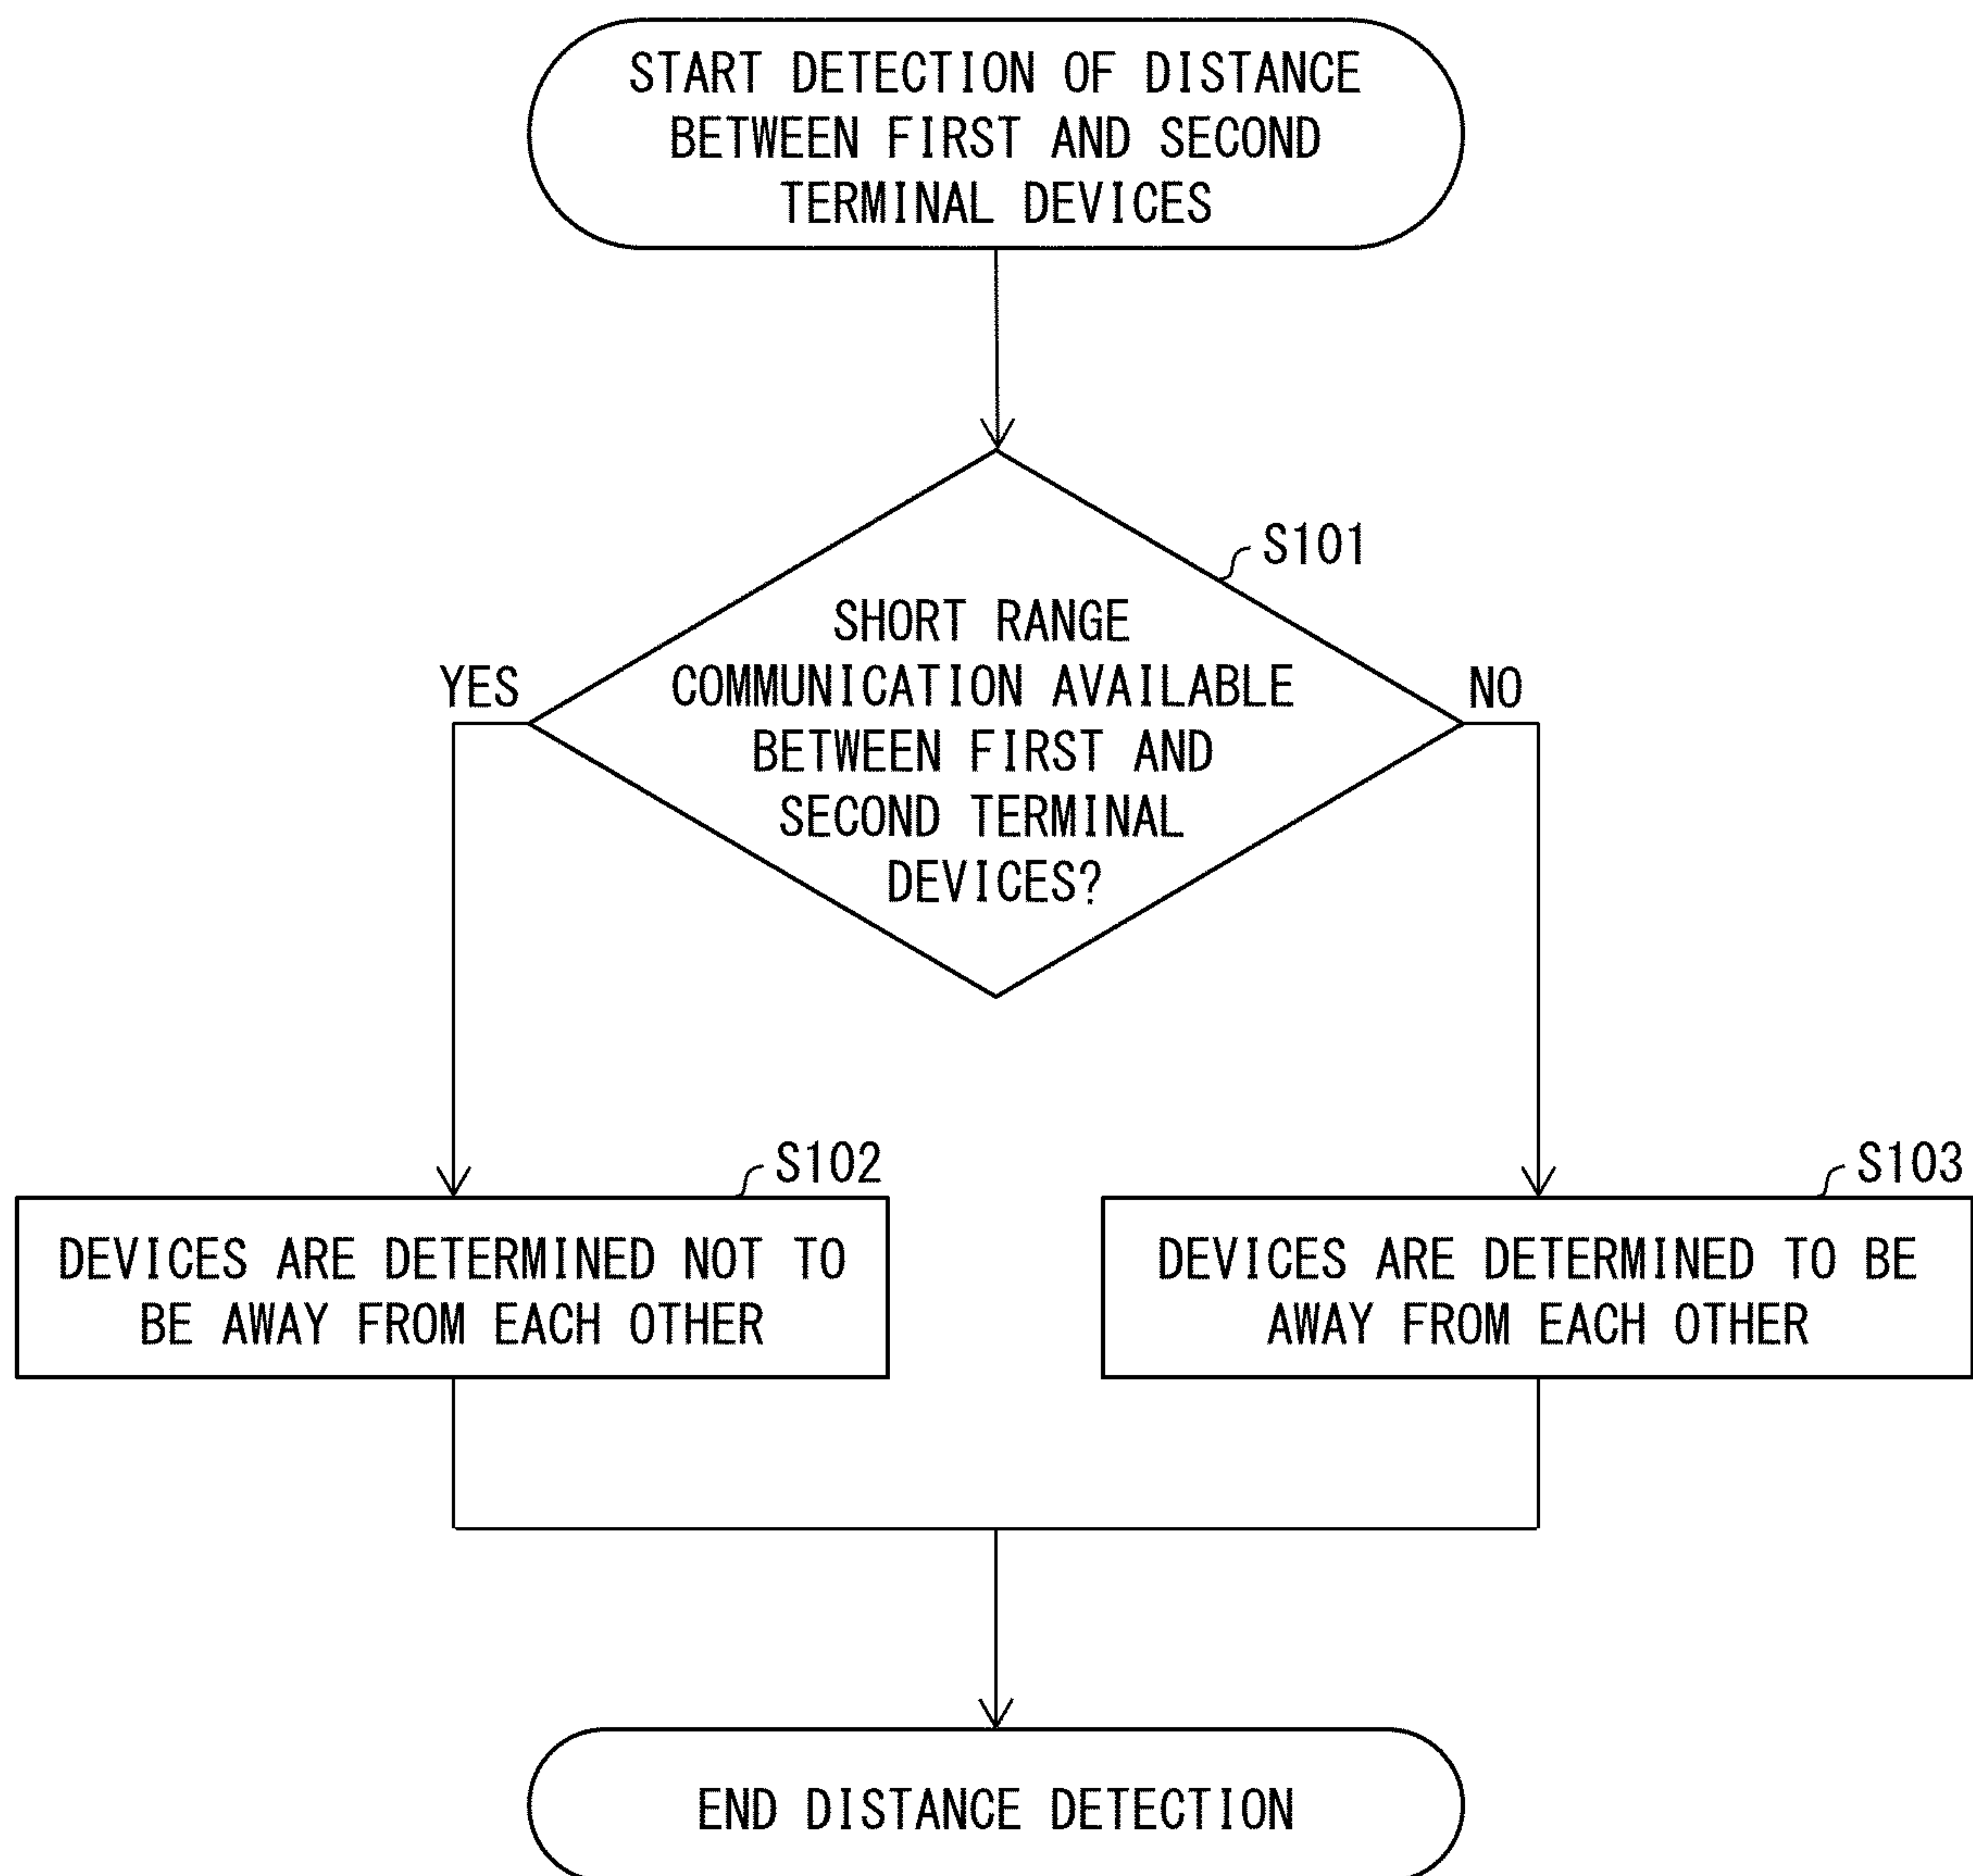 START DETECTION OF DISTANCE
BETWEEN FIRST AND SECOND
TERMINAL DEVICES
S101
SHORT RANGE
COMMUNICATION AVAILABLE
BETWEEN FIRST AND
SECOND TERMINAL
DEVICES?
YES
NO
S102
DEVICES ARE DETERMINED NOT TO
BE AWAY FROM EACH OTHER
S103
DEVICES ARE DETERMINED TO BE
AWAY FROM EACH OTHER
END DISTANCE DETECTION